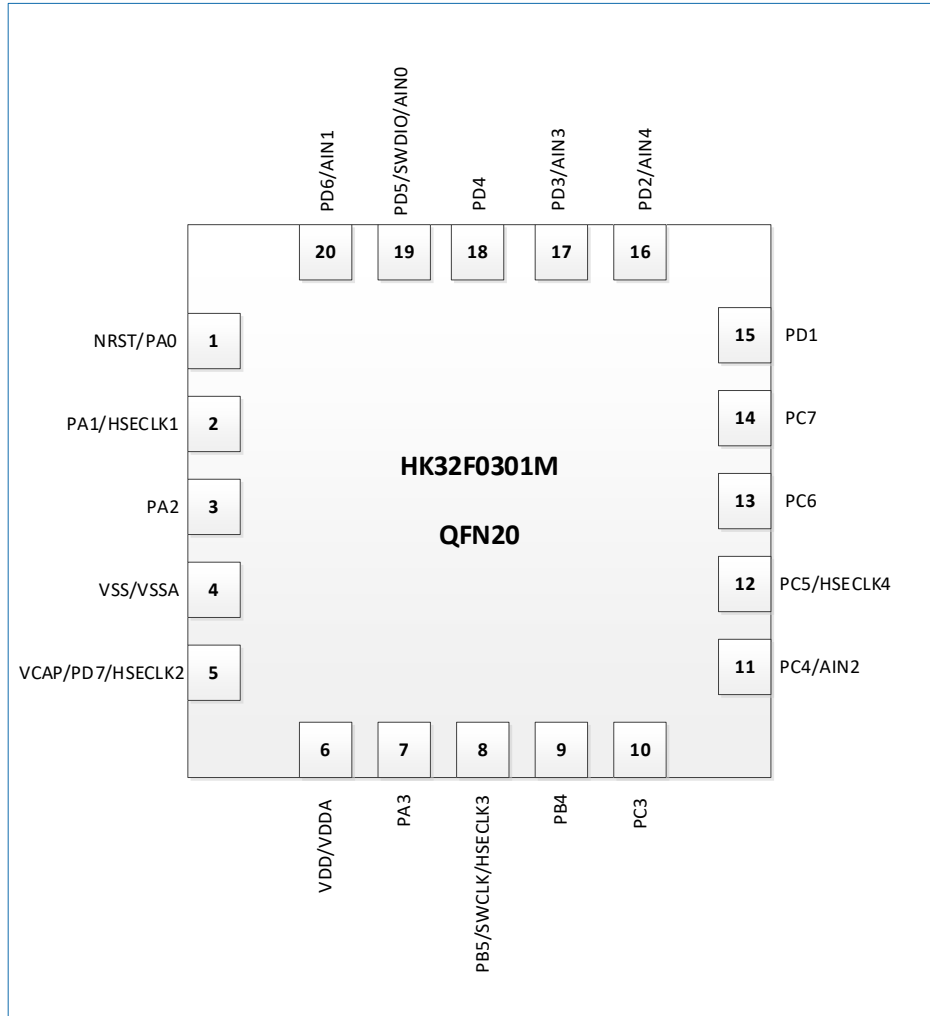 PD6/AIN1
PD5/SWDIO/AIN0
PD4
PD3/AIN3
PD2/AIN4
20
19
18
17
16
NRST/PA0
1
15
PD1
PA1/HSECLK1
2
14
PC7
HK32F0301M
PA2
3
13
PC6
QFN20
VSS/VSSA
4
12
PC5/HSECLK4
VCAP/PD7/HSECLK2
5
11
PC4/AIN2
6
7
8
9
10
VDD/VDDA
PA3
PB5/SWCLK/HSECLK3
PB4
PC3